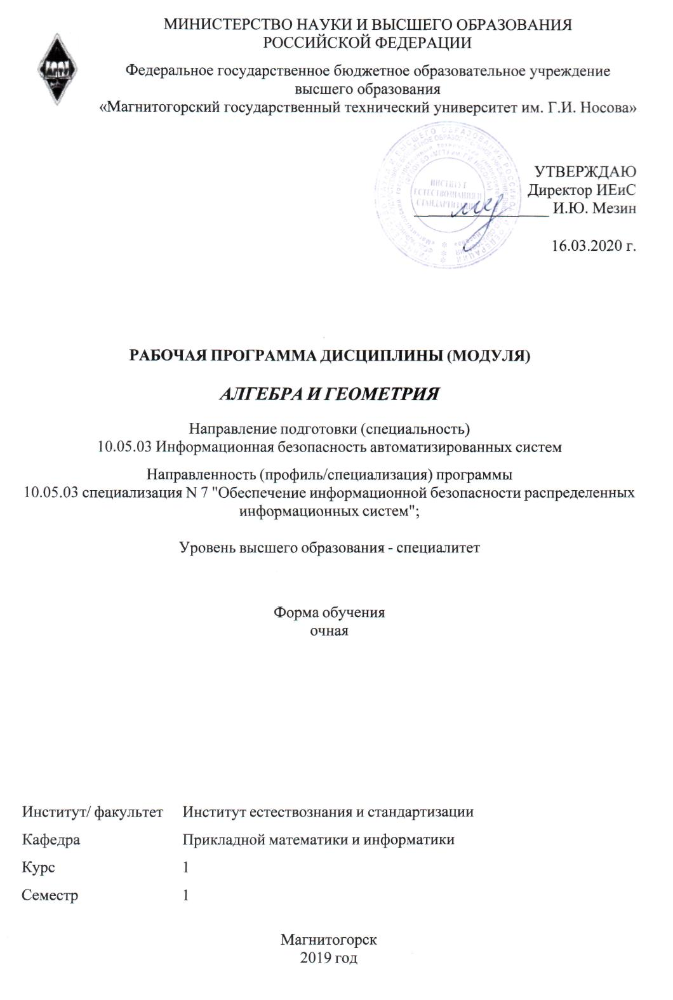 МИНИСТЕРСТВО НАУКИ И ВЫСШЕГО ОБРАЗОВАНИЯ
РОССИЙСКОЙ ФЕДЕРАЦИИ
Федеральное государственное бюджетное образовательное учреждение
высшего образования
«Магнитогорский государственный технический университет им. Г.И. Носова»
ИНСТИТУТ
ЕСТЕСТВОЗНАНИЯ И
СТАНДАРТИЗАЦИИ
УТВЕРЖДАЮ
Директор ИЕиС
И.Ю. Мезин
16.03.2020 г.
РАБОЧАЯ ПРОГРАММА ДИСЦИПЛИНЫ (МОДУЛЯ)
АЛГЕБРА И ГЕОМЕТРИЯ
Направление подготовки (специальность)
10.05.03 Информационная безопасность автоматизированных систем
Направленность (профиль/специализация) программы
10.05.03 специализация N 7 "Обеспечение информационной безопасности распределенных
информационных систем";
Уровень высшего образования - специалитет
Форма обучения
очная
Институт/ факультет Институт естествознания и стандартизации
Кафедра Прикладной математики и информатики
Курс 1
Семестр 1
Магнитогорск
2019 год